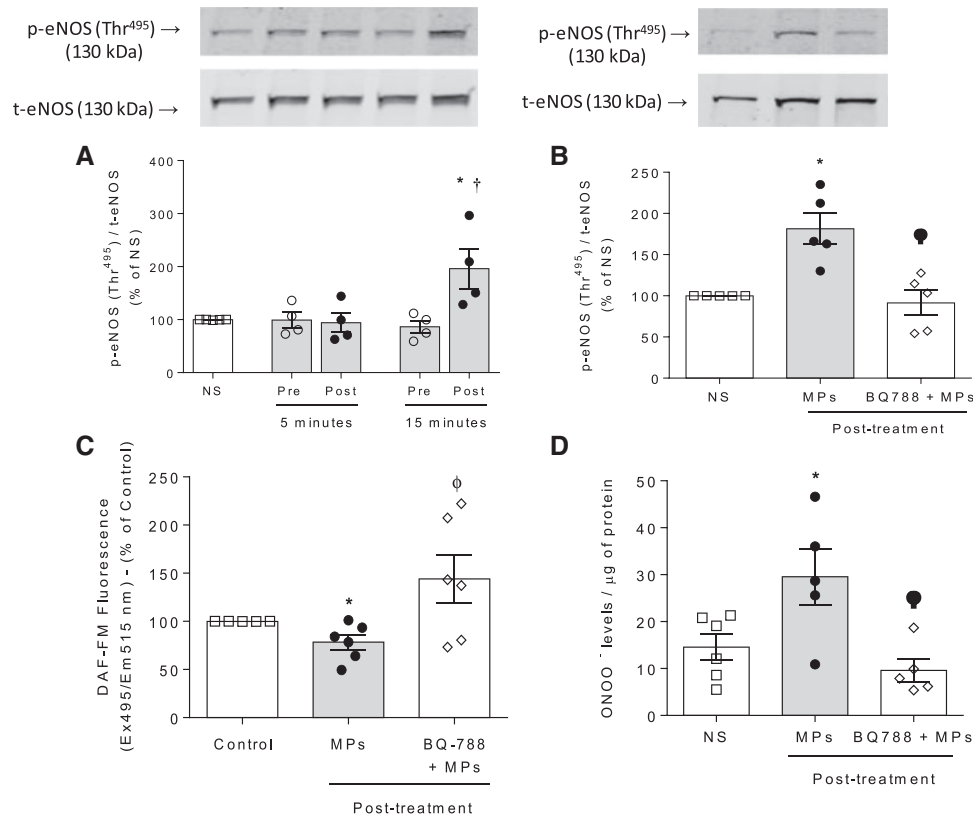 p-eNOS (Thr495) →
(130 kDa)
t-eNOS (130 kDa) →
p-eNOS (Thr495) →
(130 kDa)
t-eNOS (130 kDa) →
A
p-eNOS (Thr495) / t-eNOS
(% of NS)
400
300
200
100
0
* †
NS
Pre
Post
Pre
Post
5 minutes
15 minutes
B
p-eNOS (Thr495) / t-eNOS
(% of NS)
250
200
150
100
50
0
*
NS
MPs
BQ788 + MPs
Post-treatment
C
DAF-FM Fluorescence
(Ex495/Em515 nm) - (% of Control)
250
200
150
100
50
0
*
ϕ
Control
MPs
BQ-788
+ MPs
Post-treatment
D
ONOO⁻ levels / µg of protein
50
40
30
20
10
0
*
NS
MPs
BQ788 + MPs
Post-treatment